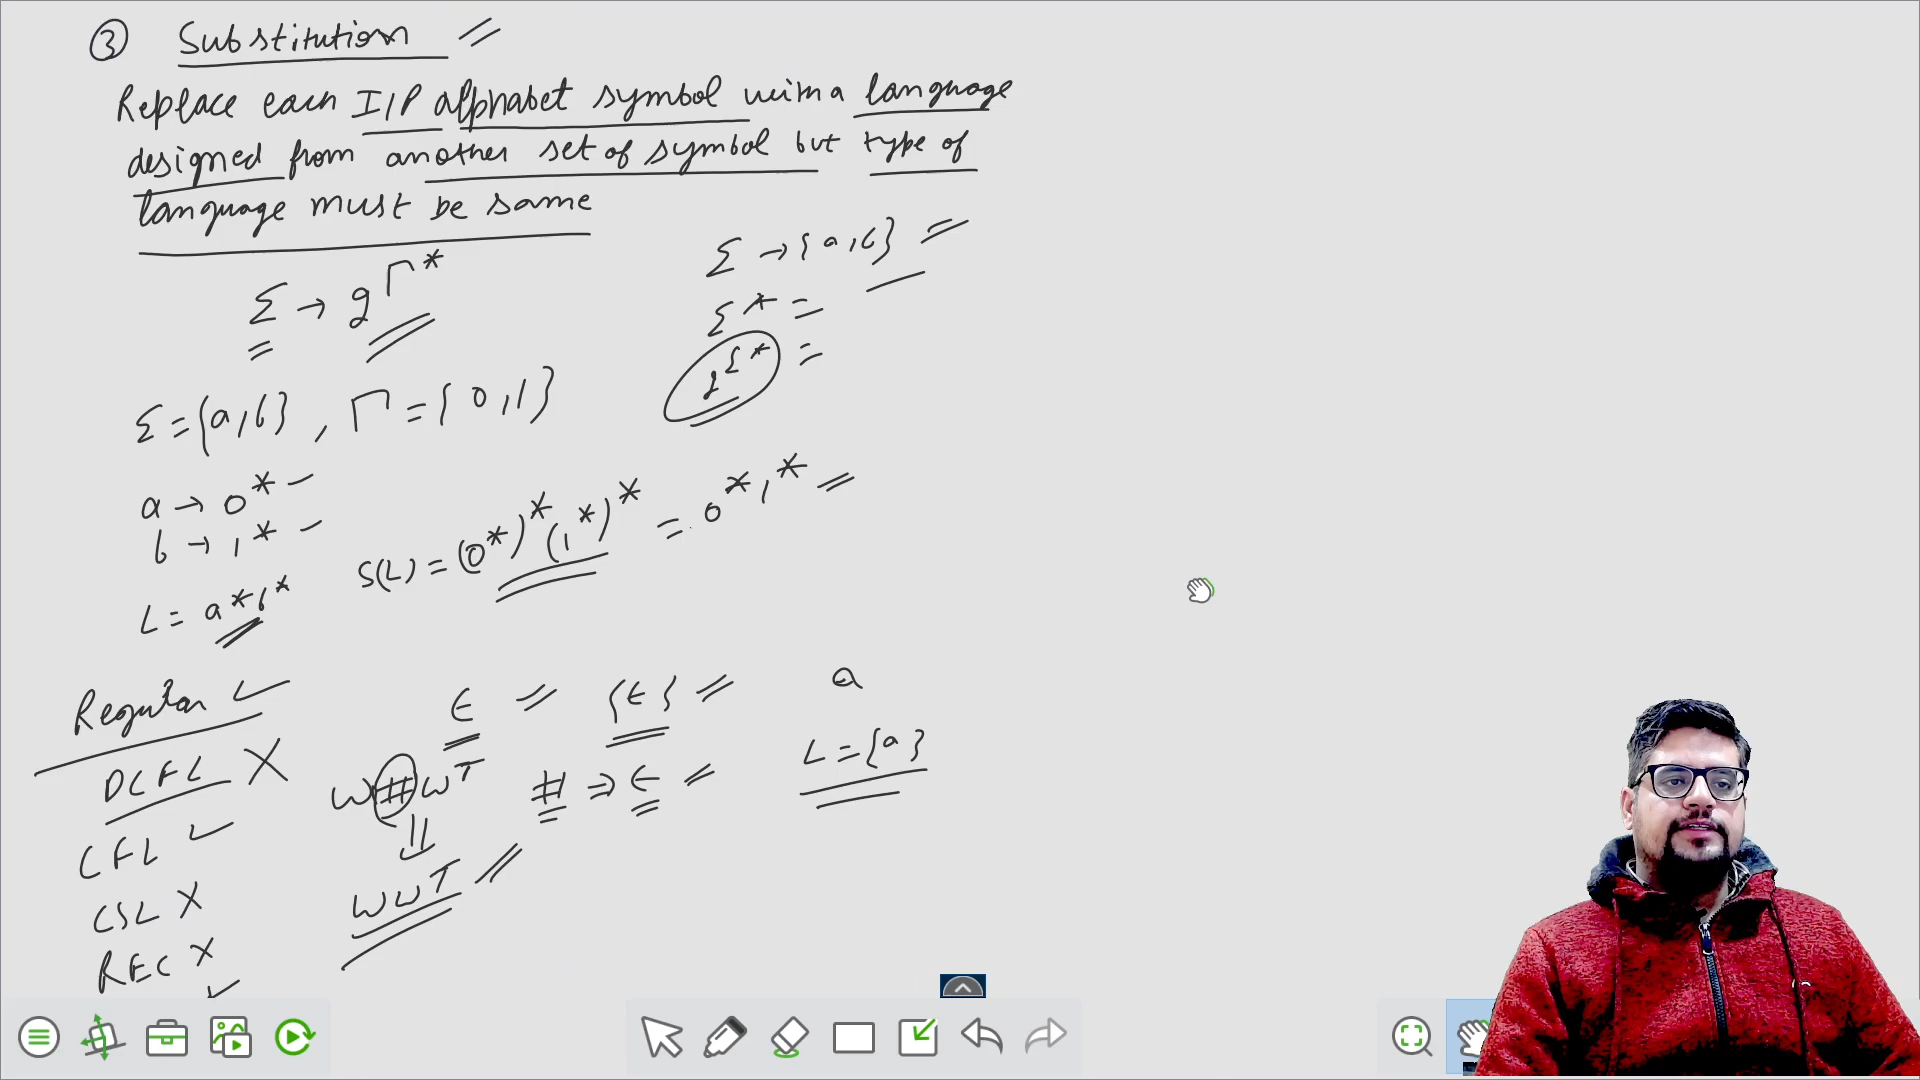 ③ Substitution
Replace each I/P alphabet symbol with a language
designed from another set of symbol but type of
language must be same
Σ → 2^Γ*
Σ → {a,b}
Σ* =
2^Σ* =
Σ = {a,b} , Γ = {0,1}
a → 0*
b → 1*
L = a*b*
S(L) = (0*)*(1*)* = 0*1*
Regular ✓
DCFL X
CFL ✓
CSL X
REC X
✓
ϵ {ϵ} a
W#W^T # ⇒ ϵ L={a}
WW^T